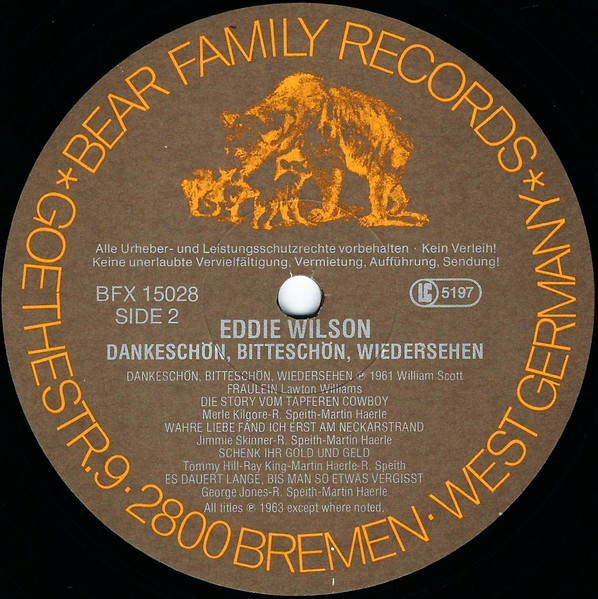 *BEAR FAMILY RECORDS*
GOETHESTR.9·2800BREMEN·WEST GERMANY
Alle Urheber- und Leistungsschutzrechte vorbehalten · Kein Verleih!
Keine unerlaubte Vervielfältigung, Vermietung, Aufführung, Sendung!
BFX 15028
LC 5197
SIDE 2
EDDIE WILSON
DANKESCHÖN, BITTESCHÖN, WIEDERSEHEN
DANKESCHÖN, BITTESCHÖN, WIEDERSEHEN ℗ 1961 William Scott
FRAULEIN Lawton Williams
DIE STORY VOM TAPFEREN COWBOY
Merle Kilgore-R. Speith-Martin Haerle
WAHRE LIEBE FAND ICH ERST AM NECKARSTRAND
Jimmie Skinner-R. Speith-Martin Haerle
SCHENK IHR GOLD UND GELD
Tommy Hill-Ray King-Martin Haerle-R. Speith
ES DAUERT LANGE, BIS MAN SO ETWAS VERGISST
George Jones-R. Speith-Martin Haerle
All titles ℗ 1963 except where noted.